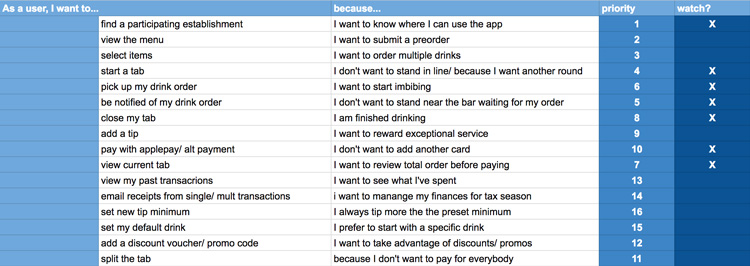 As a user, I want to... because... priority watch?
find a participating establishment I want to know where I can use the app 1 X
view the menu I want to submit a preorder 2
select items I want to order multiple drinks 3
start a tab I don't want to stand in line/ because I want another round 4 X
pick up my drink order I want to start imbibing 6 X
be notified of my drink order I don't want to stand near the bar waiting for my order 5 X
close my tab I am finished drinking 8 X
add a tip I want to reward exceptional service 9
pay with applepay/ alt payment I don't want to add another card 10 X
view current tab I want to review total order before paying 7 X
view my past transacrions I want to see what I've spent 13
email receipts from single/ mult transactions i want to manange my finances for tax season 14
set new tip minimum I always tip more the the preset minimum 16
set my default drink I prefer to start with a specific drink 15
add a discount voucher/ promo code I want to take advantage of discounts/ promos 12
split the tab because I don't want to pay for everybody 11